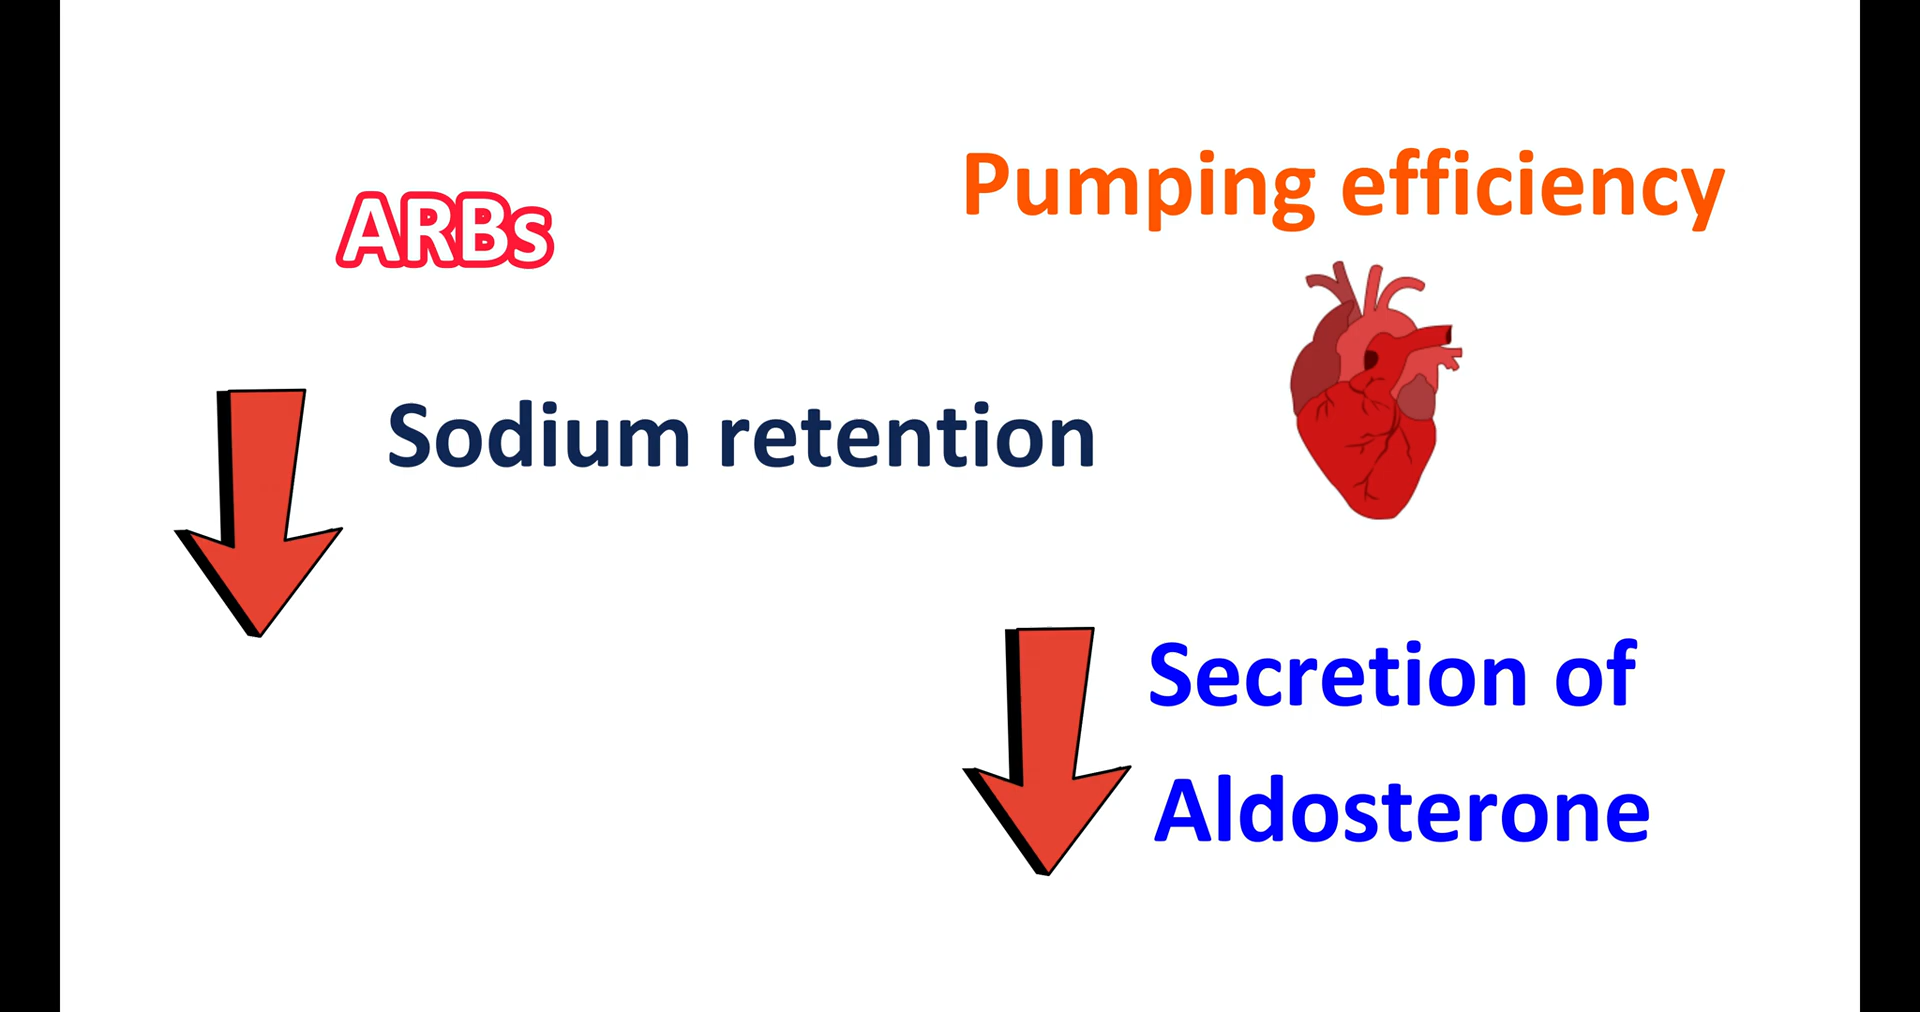 ARBs
Pumping efficiency
Sodium retention
Secretion of
Aldosterone